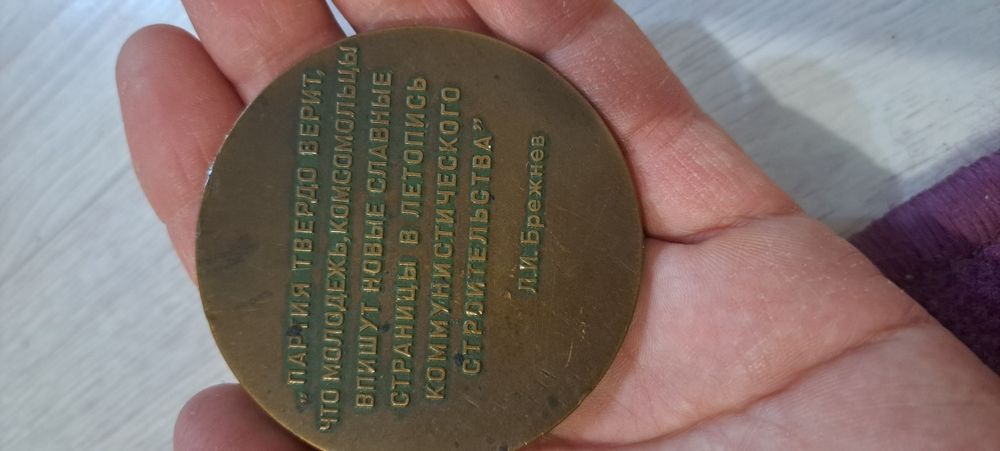 „ПАРТИЯ ТВЕРДО ВЕРИТ,
ЧТО МОЛОДЕЖЬ, КОМСОМОЛЬЦЫ
ВПИШУТ НОВЫЕ СЛАВНЫЕ
СТРАНИЦЫ В ЛЕТОПИСЬ
КОММУНИСТИЧЕСКОГО
СТРОИТЕЛЬСТВА”
Л.И. Брежнев